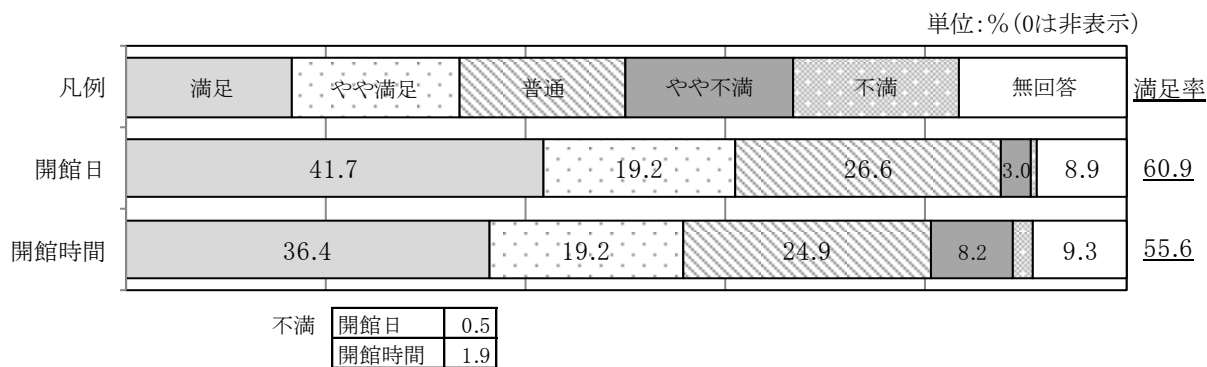 単位:%(0は非表示)
凡例 満足 やや満足 普通 やや不満 不満 無回答 満足率
開館日 41.7 19.2 26.6 3.0 8.9 60.9
開館時間 36.4 19.2 24.9 8.2 9.3 55.6
不満 開館日 0.5
開館時間 1.9